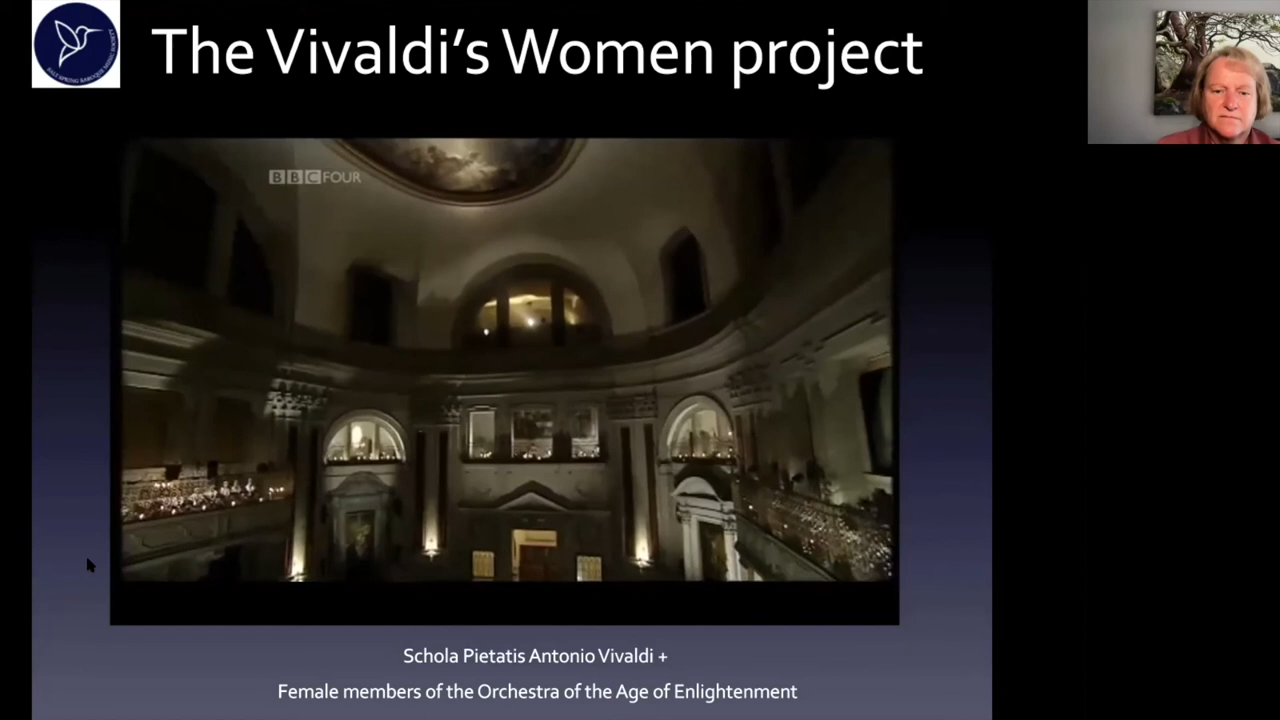 The Vivaldi's Women project
BBC FOUR
Schola Pietatis Antonio Vivaldi +
Female members of the Orchestra of the Age of Enlightenment